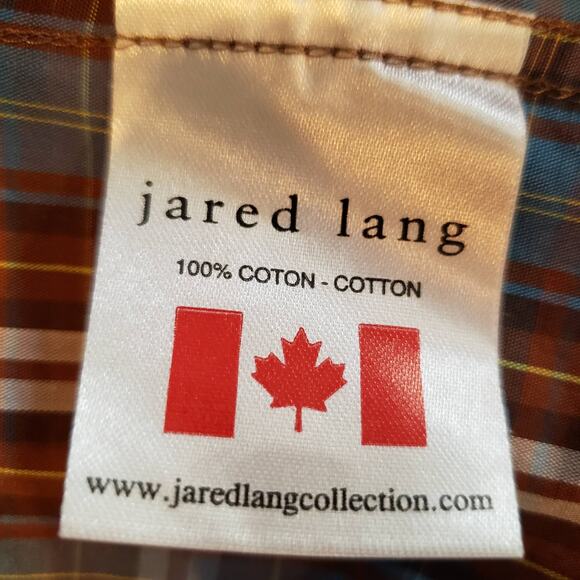 jared lang
100% COTON - COTTON
www.jaredlangcollection.com